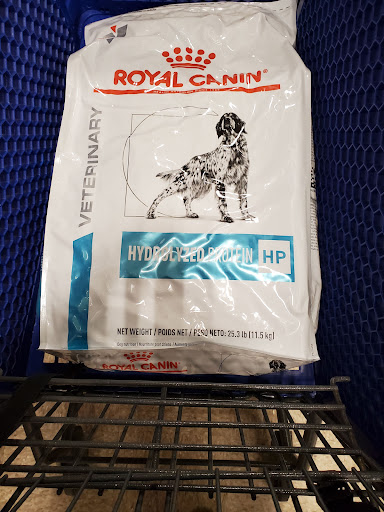 ROYAL CANIN
VETERINARY
HYDROLYZED PROTEIN HP
NET WEIGHT / POIDS NET / PESO NETO: 25.3 lb (11.5 kg)
ROYAL CANIN